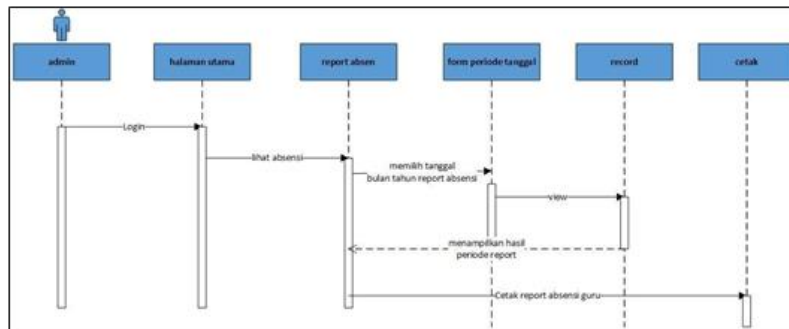 admin
halaman utama
report absen
form periode tanggal
record
cetak
Login
lihat absensi
memilih tanggal
bulan tahun report absensi
view
menampilkan hasil
periode report
Cetak report absensi guru